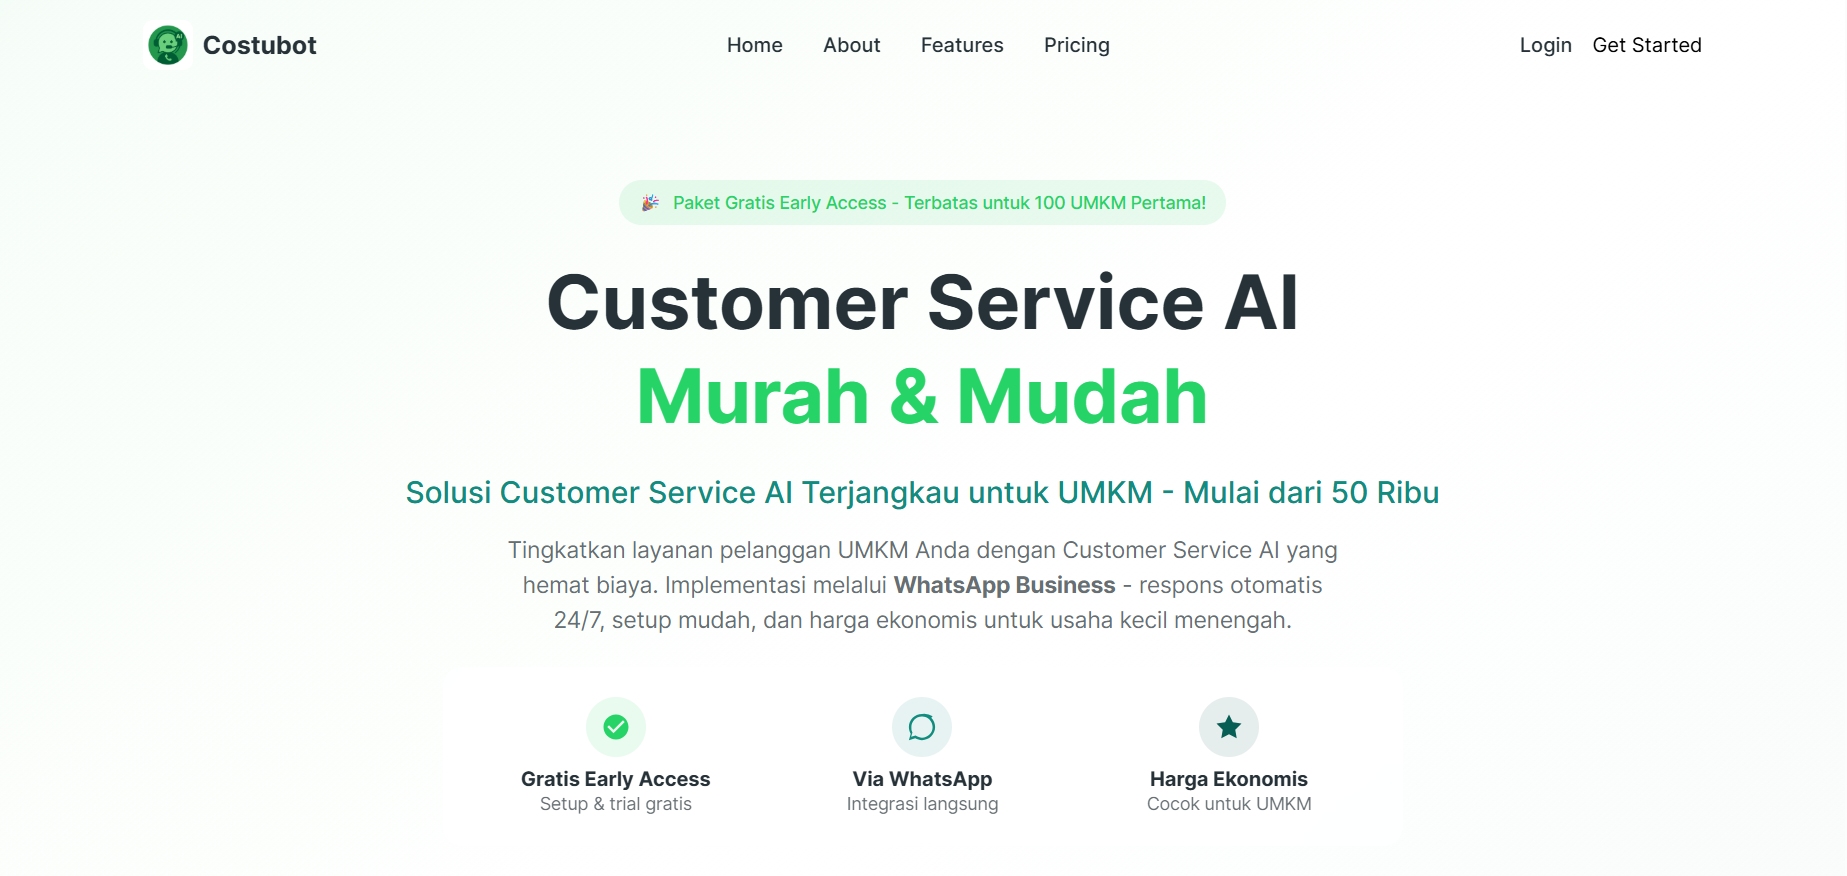 Costubot
Home
About
Features
Pricing
Login
Get Started
🎉 Paket Gratis Early Access - Terbatas untuk 100 UMKM Pertama!
Customer Service AI
Murah & Mudah
Solusi Customer Service AI Terjangkau untuk UMKM - Mulai dari 50 Ribu
Tingkatkan layanan pelanggan UMKM Anda dengan Customer Service AI yang
hemat biaya. Implementasi melalui WhatsApp Business - respons otomatis
24/7, setup mudah, dan harga ekonomis untuk usaha kecil menengah.
Gratis Early Access
Setup & trial gratis
Via WhatsApp
Integrasi langsung
Harga Ekonomis
Cocok untuk UMKM